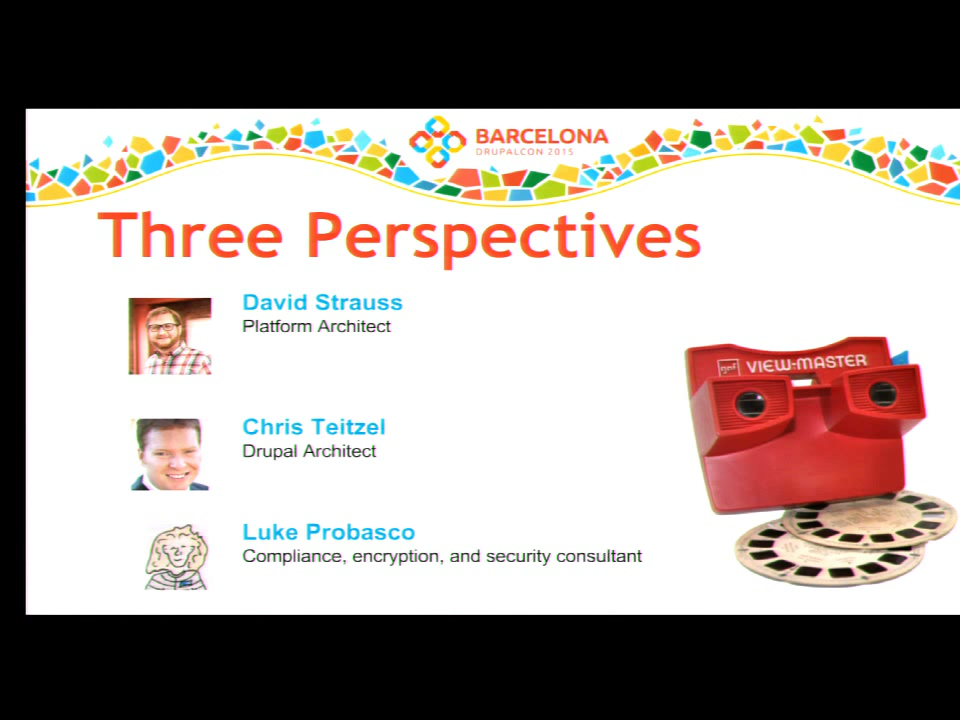 BARCELONA
DRUPALCON 2015
Three Perspectives
David Strauss
Platform Architect
Chris Teitzel
Drupal Architect
Luke Probasco
Compliance, encryption, and security consultant
gaf VIEW-MASTER